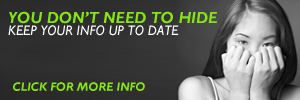 YOU DON'T NEED TO HIDE
KEEP YOUR INFO UP TO DATE
CLICK FOR MORE INFO